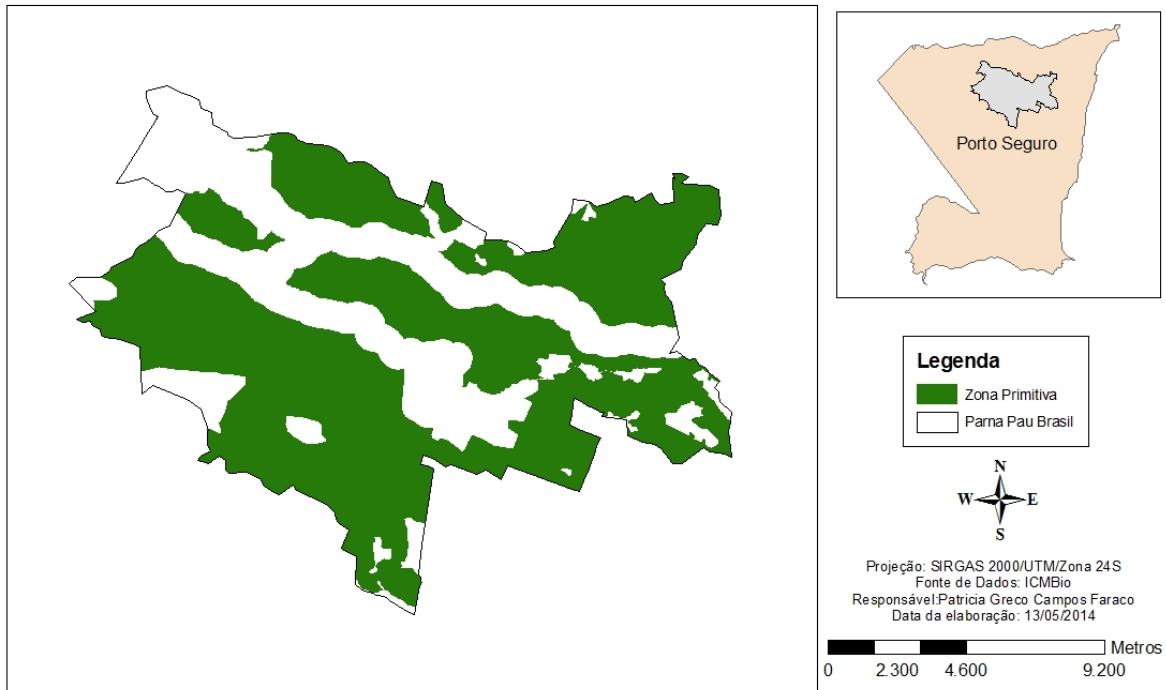 Porto Seguro
Legenda
Zona Primitiva
Parna Pau Brasil
N
W E
S
Projeção: SIRGAS 2000/UTM/Zona 24S
Fonte de Dados: ICMBio
Responsável:Patricia Greco Campos Faraco
Data da elaboração: 13/05/2014
Metros
0 2.300 4.600 9.200